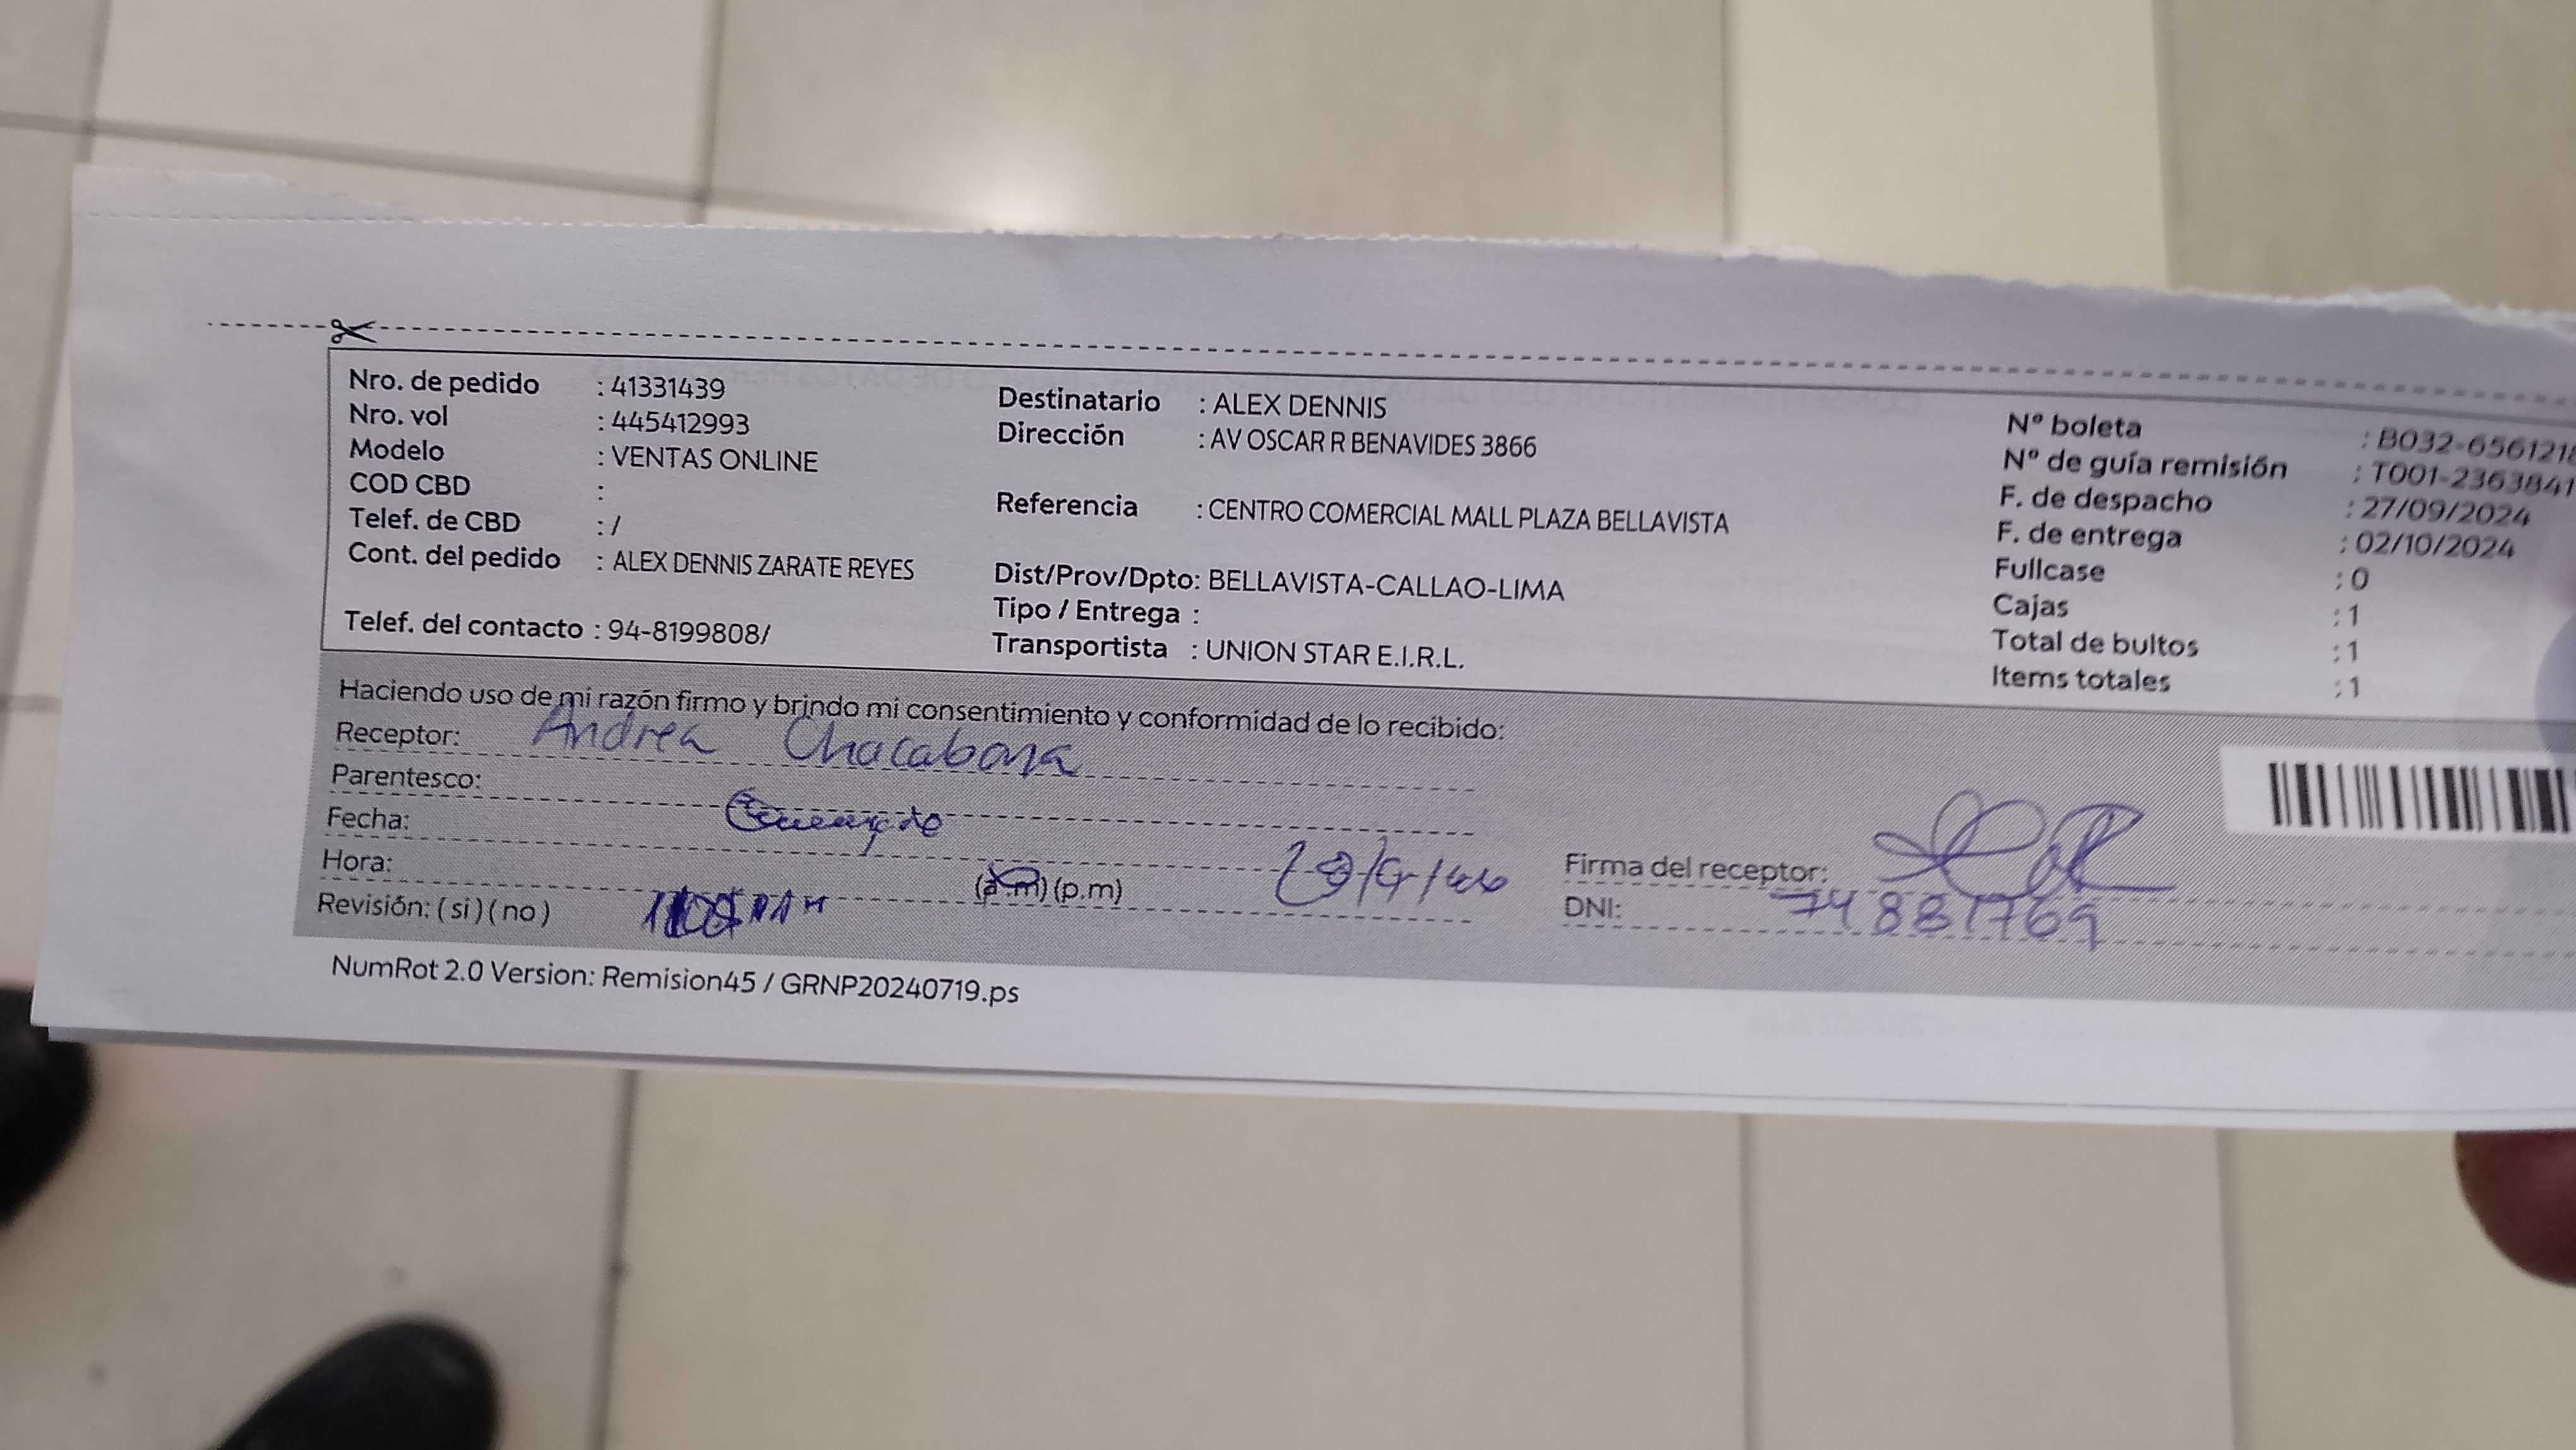 Nro. de pedido : 41331439
Nro. vol : 445412993
Modelo : VENTAS ONLINE
COD CBD :
Telef. de CBD : /
Cont. del pedido : ALEX DENNIS ZARATE REYES
Telef. del contacto : 94-8199808/
Destinatario : ALEX DENNIS
Dirección : AV OSCAR R BENAVIDES 3866
Referencia : CENTRO COMERCIAL MALL PLAZA BELLAVISTA
Dist/Prov/Dpto: BELLAVISTA-CALLAO-LIMA
Tipo / Entrega :
Transportista : UNION STAR E.I.R.L.
Nº boleta : B032-656121
Nº de guía remisión : T001-2363841
F. de despacho : 27/09/2024
F. de entrega : 02/10/2024
Fullcase : 0
Cajas : 1
Total de bultos : 1
Items totales : 1
Haciendo uso de mi razón firmo y brindo mi consentimiento y conformidad de lo recibido:
Receptor: Andrea
Parentesco:
Fecha:
Hora: (a.m) (p.m)
Revisión: (si) (no)
Firma del receptor:
DNI: 74881769
NumRot 2.0 Version: Remision45 / GRNP20240719.ps